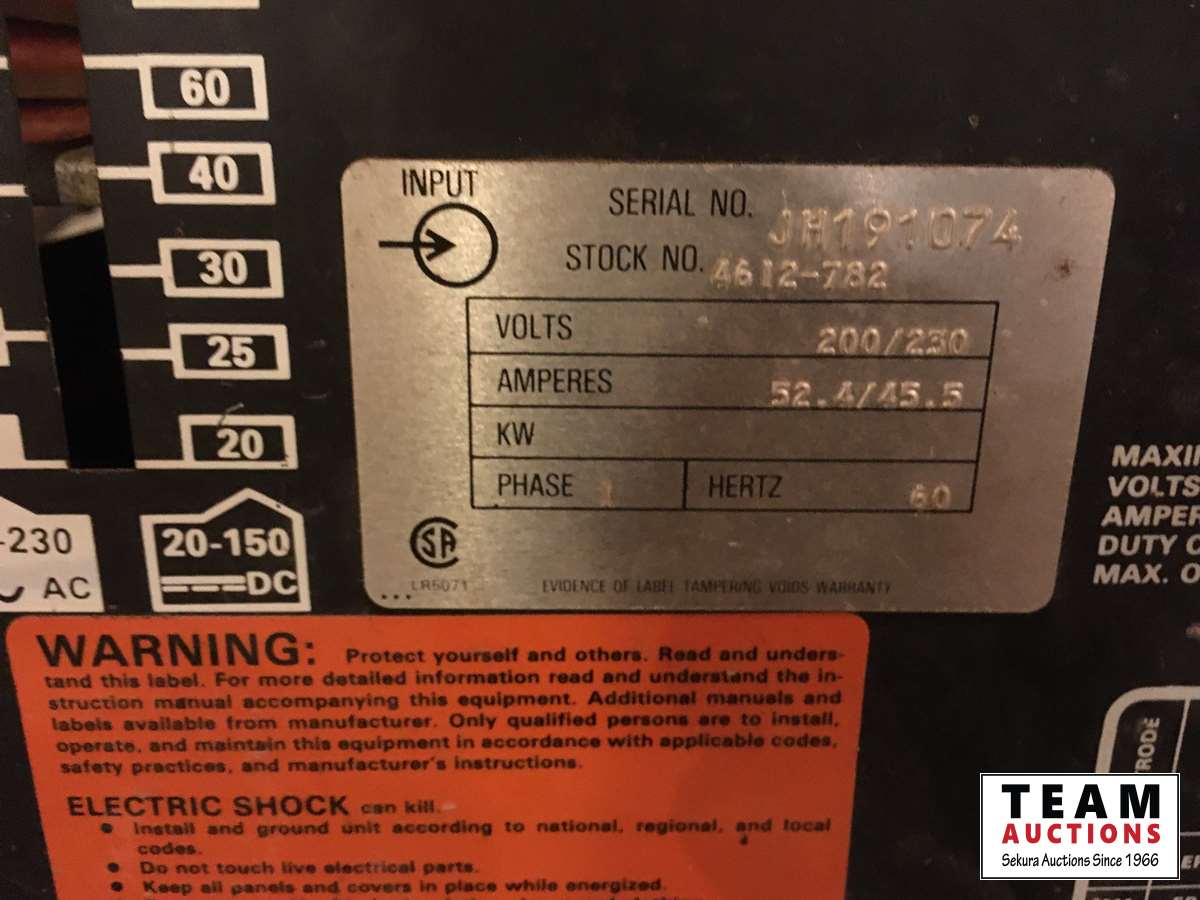 60
40
30
25
20
-230
AC
20-150
DC
INPUT
SERIAL NO. JH191074
STOCK NO. 4612-782
VOLTS 200/230
AMPERES 52.4/45.5
KW
PHASE 1 HERTZ 60
CSA
LR5071
EVIDENCE OF LABEL TAMPERING VOIDS WARRANTY
MAXI
VOLTS
AMPER
DUTY C
MAX. O
WARNING: Protect yourself and others. Read and unders-
tand this label. For more detailed information read and understand the in-
struction manual accompanying this equipment. Additional manuals and
labels available from manufacturer. Only qualified persons are to install,
operate, and maintain this equipment in accordance with applicable codes,
safety practices, and manufacturer's instructions.
ELECTRIC SHOCK can kill.
● Install and ground unit according to national, regional, and local
codes.
● Do not touch live electrical parts.
● Keep all panels and covers in place while energized.
TRODE
TEAM
AUCTIONS
Sekura Auctions Since 1966